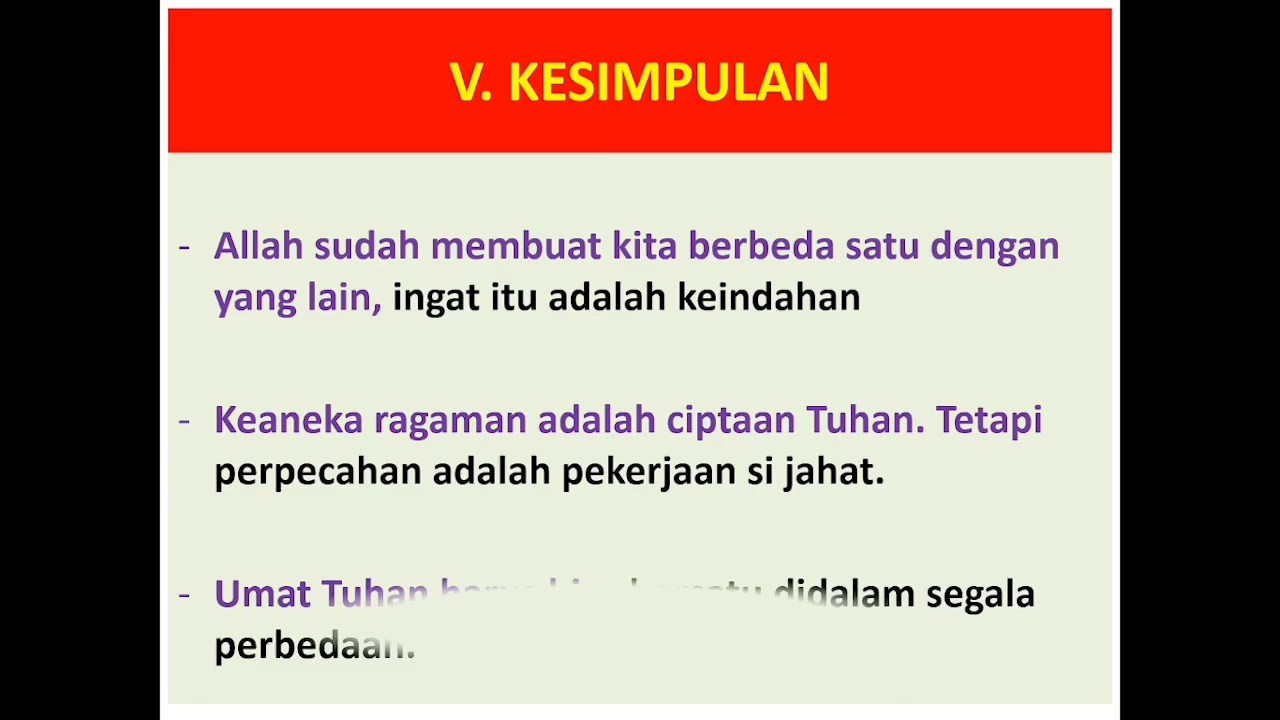 V. KESIMPULAN
- Allah sudah membuat kita berbeda satu dengan
yang lain, ingat itu adalah keindahan
- Keaneka ragaman adalah ciptaan Tuhan. Tetapi
perpecahan adalah pekerjaan si jahat.
- Umat Tuhan didalam segala
perbedaan.